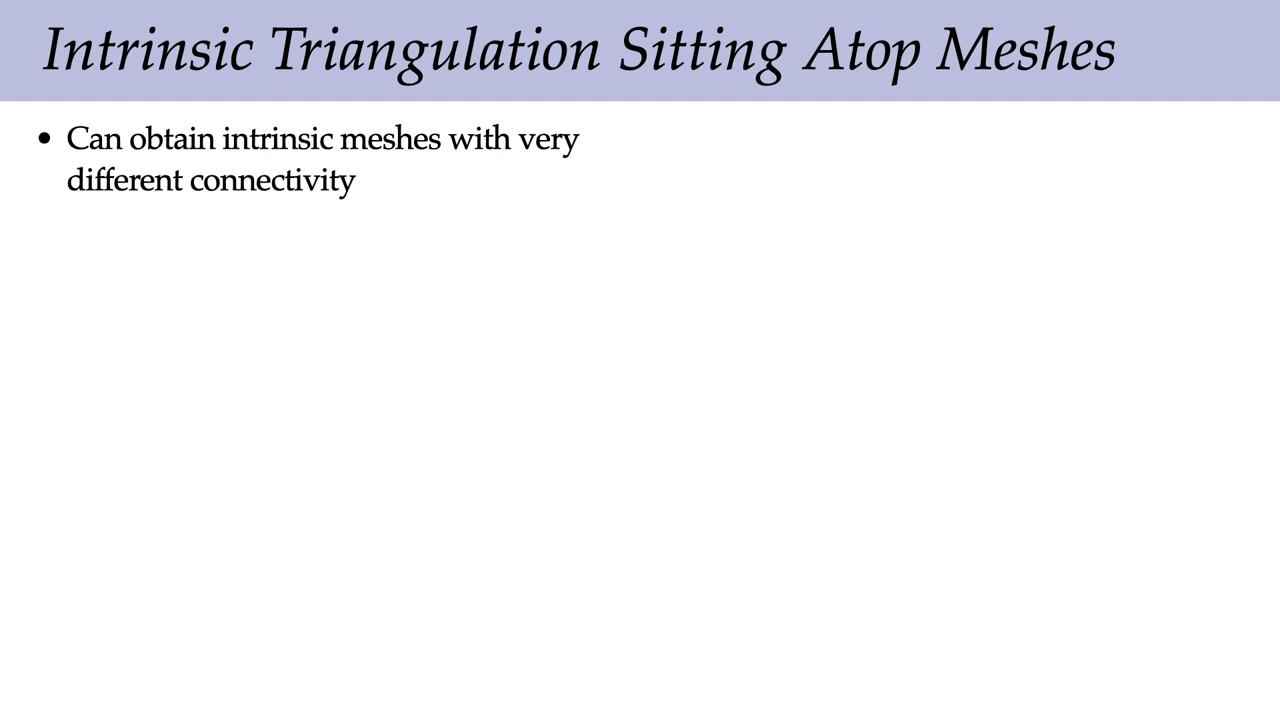 Intrinsic Triangulation Sitting Atop Meshes
• Can obtain intrinsic meshes with very
different connectivity